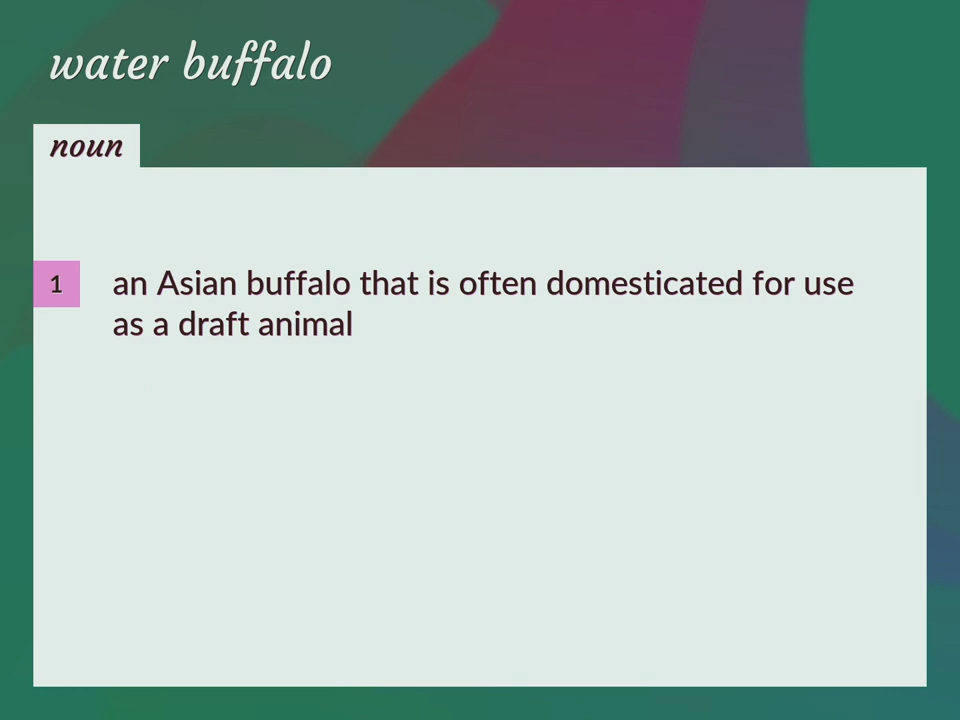 water buffalo
noun
1 an Asian buffalo that is often domesticated for use
as a draft animal